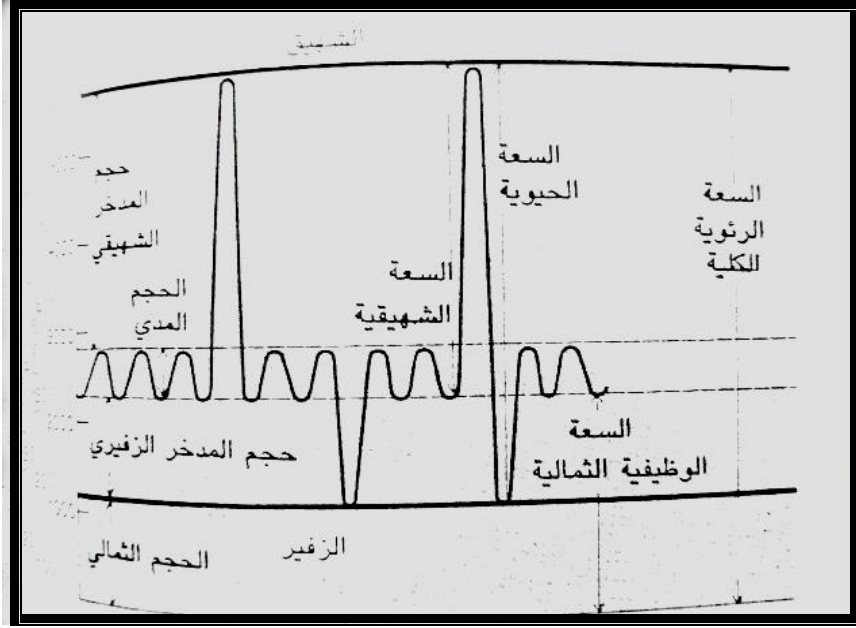 الشهيق
حجم
المدخر
الشهيقي
الحجم
المدي
السعة
الشهيقية
السعة
الحيوية
السعة
الرئوية
الكلية
حجم المدخر الزفيري
السعة
الوظيفية الثمالية
الحجم الثمالي
الزفير